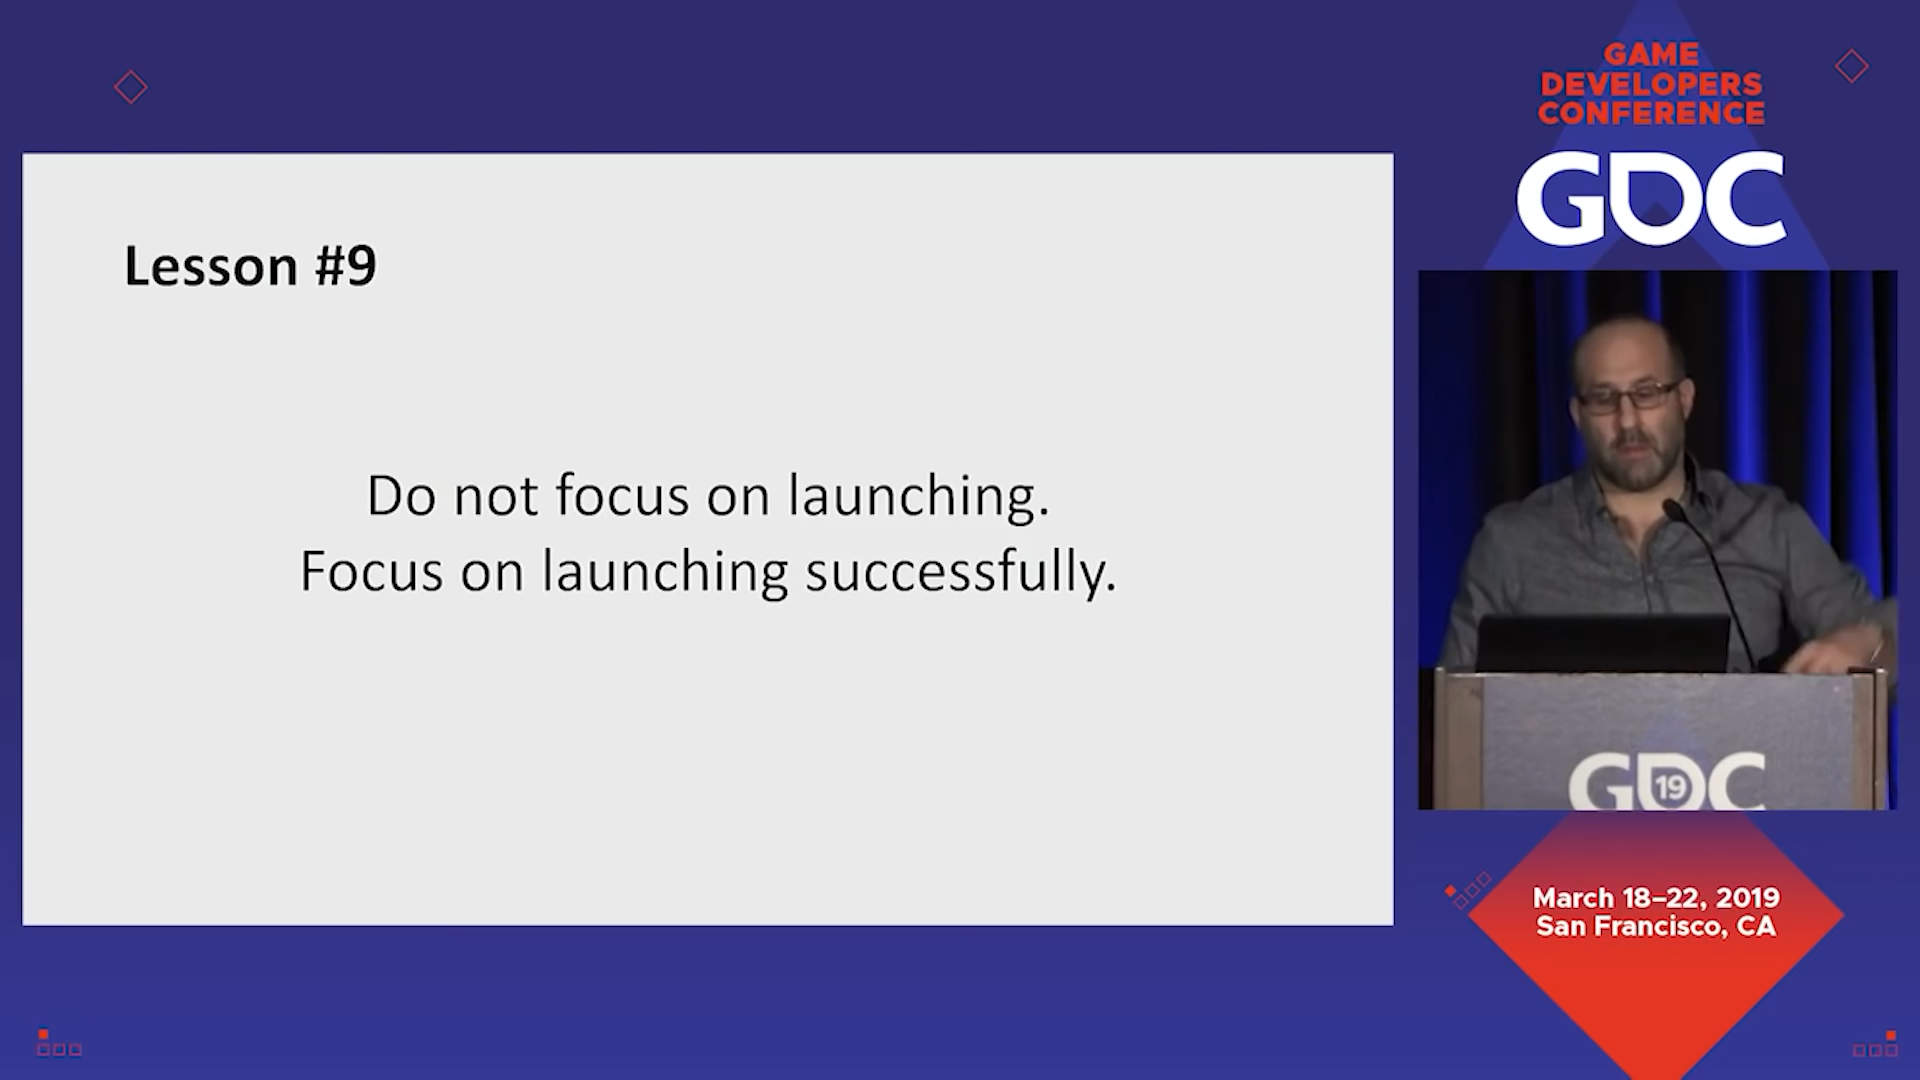 GAME
DEVELOPERS
CONFERENCE
GDC
Lesson #9
Do not focus on launching.
Focus on launching successfully.
GDC
19
March 18–22, 2019
San Francisco, CA